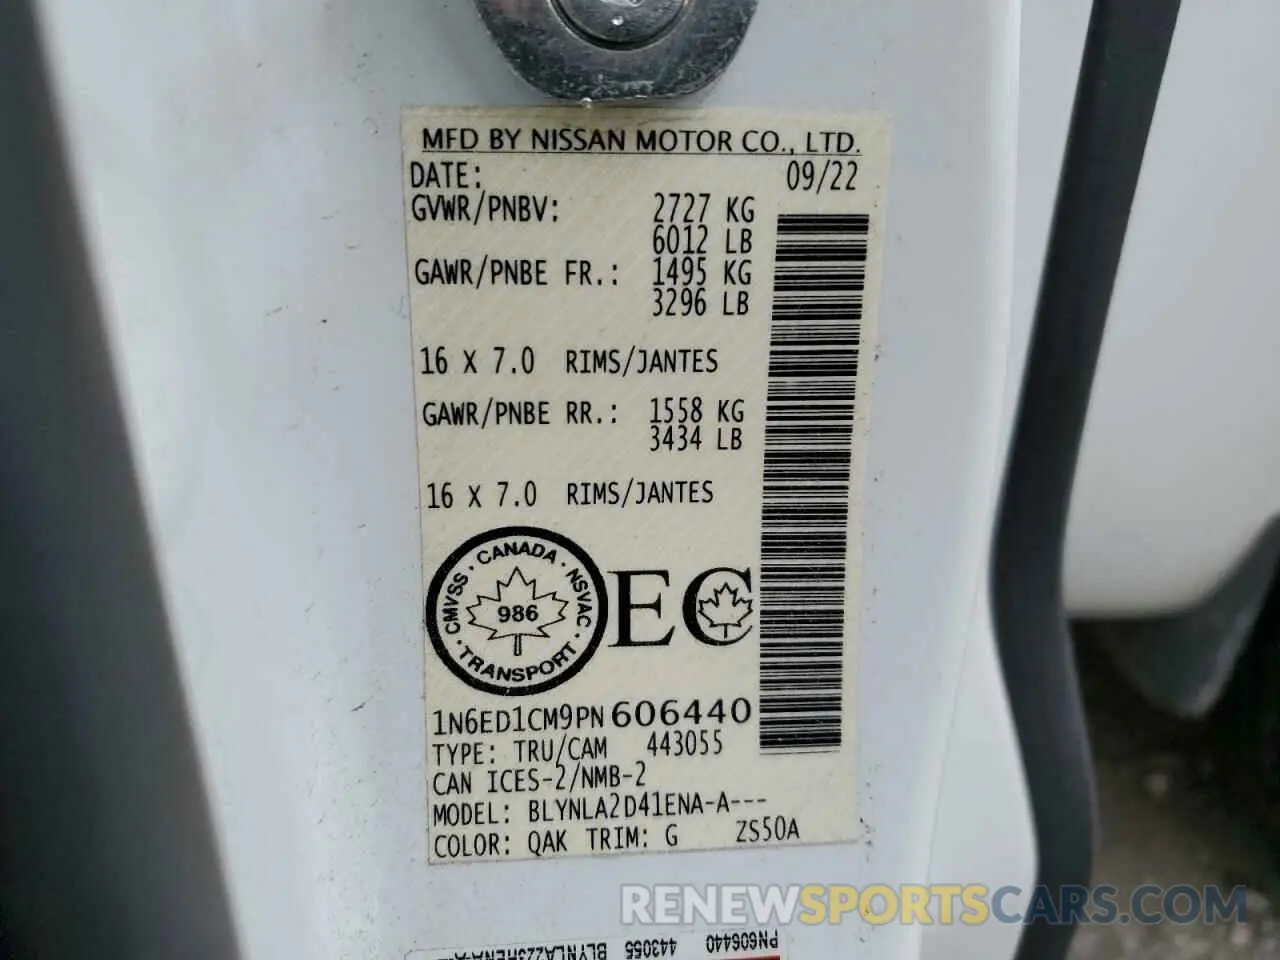 MFD BY NISSAN MOTOR CO., LTD.
DATE: 09/22
GVWR/PNBV: 2727 KG
6012 LB
GAWR/PNBE FR.: 1495 KG
3296 LB
16 X 7.0 RIMS/JANTES
GAWR/PNBE RR.: 1558 KG
3434 LB
16 X 7.0 RIMS/JANTES
CMVSS · CANADA · NSVAC · TRANSPORT ·
986
EC
1N6ED1CM9PN606440
TYPE: TRU/CAM 443055
CAN ICES-2/NMB-2
MODEL: BLYNLA2D41ENA-A---
COLOR: QAK TRIM: G ZS50A
RENEWSPORTSCARS.COM
PN606440 443055